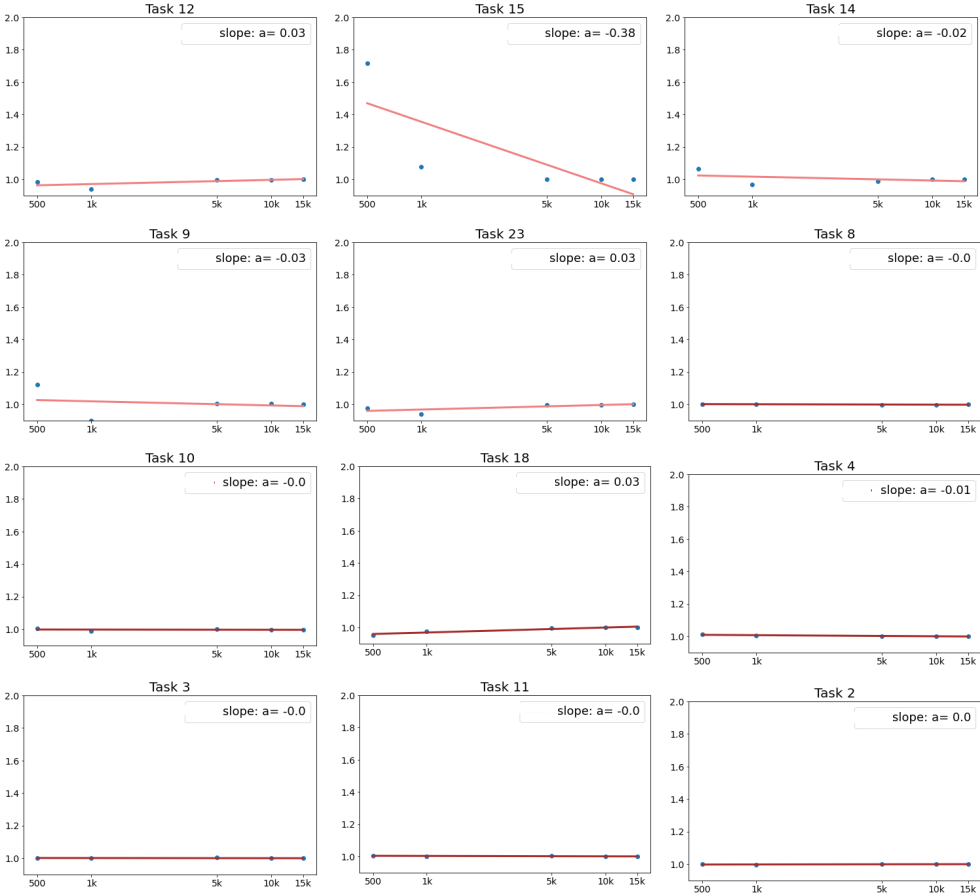 Task 12
slope: a= 0.03
2.0
1.8
1.6
1.4
1.2
1.0
500 1k 5k 10k 15k
Task 15
slope: a= -0.38
2.0
1.8
1.6
1.4
1.2
1.0
500 1k 5k 10k 15k
Task 14
slope: a= -0.02
2.0
1.8
1.6
1.4
1.2
1.0
500 1k 5k 10k 15k
Task 9
slope: a= -0.03
2.0
1.8
1.6
1.4
1.2
1.0
500 1k 5k 10k 15k
Task 23
slope: a= 0.03
2.0
1.8
1.6
1.4
1.2
1.0
500 1k 5k 10k 15k
Task 8
slope: a= -0.0
2.0
1.8
1.6
1.4
1.2
1.0
500 1k 5k 10k 15k
Task 10
slope: a= -0.0
2.0
1.8
1.6
1.4
1.2
1.0
500 1k 5k 10k 15k
Task 18
slope: a= 0.03
2.0
1.8
1.6
1.4
1.2
1.0
500 1k 5k 10k 15k
Task 4
slope: a= -0.01
2.0
1.8
1.6
1.4
1.2
1.0
500 1k 5k 10k 15k
Task 3
slope: a= -0.0
2.0
1.8
1.6
1.4
1.2
1.0
500 1k 5k 10k 15k
Task 11
slope: a= -0.0
2.0
1.8
1.6
1.4
1.2
1.0
500 1k 5k 10k 15k
Task 2
slope: a= 0.0
2.0
1.8
1.6
1.4
1.2
1.0
500 1k 5k 10k 15k